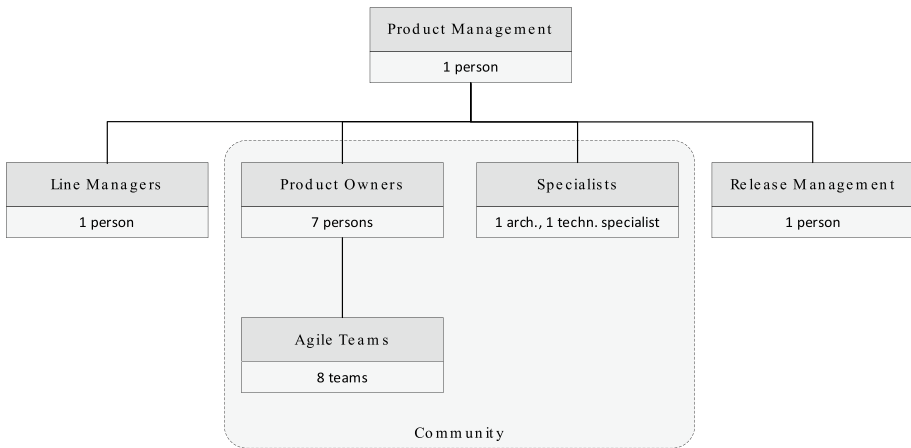 Product Management
1 person
Line Managers
1 person
Product Owners
7 persons
Specialists
1 arch., 1 techn. specialist
Release Management
1 person
Agile Teams
8 teams
Community